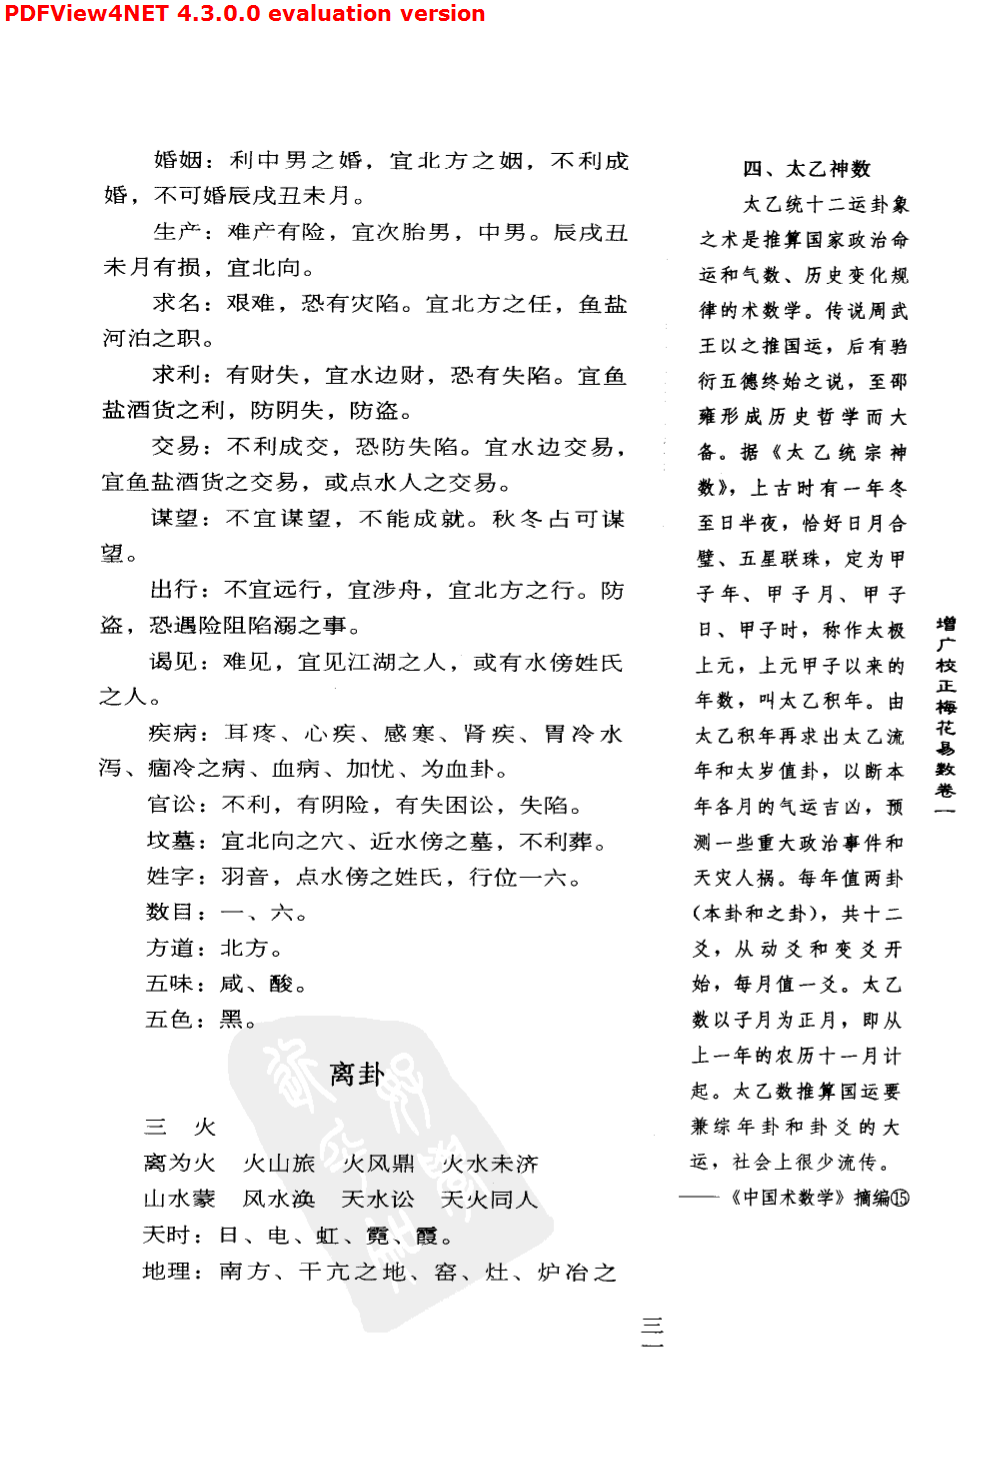 PDFView4NET 4.3.0.0 evaluation version
婚姻：利中男之婚，宜北方之姻，不利成
婚，不可婚辰戌丑未月。
生产：难产有险，宜次胎男，中男。辰戌丑
未月有损，宜北向。
求名：艰难，恐有灾陷。宜北方之任，鱼盐
河泊之职。
求利：有财失，宜水边财，恐有失陷。宜鱼
盐酒货之利，防阴失，防盗。
交易：不利成交，恐防失陷。宜水边交易，
宜鱼盐酒货之交易，或点水人之交易。
谋望：不宜谋望，不能成就。秋冬占可谋
望。
出行：不宜远行，宜涉舟，宜北方之行。防
盗，恐遇险阻陷溺之事。
谒见：难见，宜见江湖之人，或有水傍姓氏
之人。
疾病：耳疼、心疾、感寒、肾疾、胃冷水
泻、痼冷之病、血病、加忧、为血卦。
官讼：不利，有阴险，有失困讼，失陷。
坟墓：宜北向之穴、近水傍之墓，不利葬。
姓字：羽音，点水傍之姓氏，行位一六。
数目：一、六。
方道：北方。
五味：咸、酸。
五色：黑。
离卦
三　火
离为火　火山旅　火风鼎　火水未济
山水蒙　风水涣　天水讼　天火同人
天时：日、电、虹、霓、霞。
地理：南方、干亢之地、窑、灶、炉冶之
四、太乙神数
太乙统十二运卦象
之术是推算国家政治命
运和气数、历史变化规
律的术数学。传说周武
王以之推国运，后有驺
衍五德终始之说，至邵
雍形成历史哲学而大
备。据《太乙统宗神
数》，上古时有一年冬
至日半夜，恰好日月合
璧、五星联珠，定为甲
子年、甲子月、甲子
日、甲子时，称作太极
上元，上元甲子以来的
年数，叫太乙积年。由
太乙积年再求出太乙流
年和太岁值卦，以断本
年各月的气运吉凶，预
测一些重大政治事件和
天灾人祸。每年值两卦
（本卦和之卦），共十二
爻，从动爻和变爻开
始，每月值一爻。太乙
数以子月为正月，即从
上一年的农历十一月计
起。太乙数推算国运要
兼综年卦和卦爻的大
运，社会上很少流传。
——《中国术数学》摘编⑮
增广校正梅花易数卷一
三一